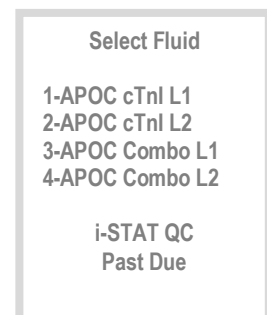 Select Fluid
1-APOC cTnI L1
2-APOC cTnI L2
3-APOC Combo L1
4-APOC Combo L2
i-STAT QC
Past Due